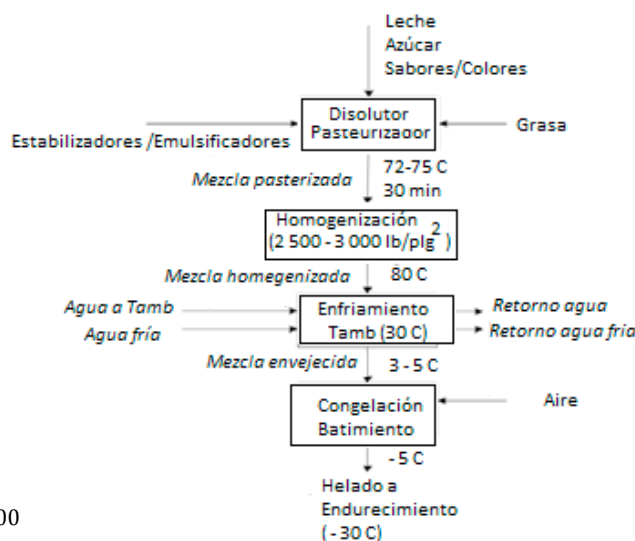 Leche
Azúcar
Sabores/Colores
Disolutor
Pasteurizador
Grasa
Estabilizadores /Emulsificadores
72-75 C
Mezcla pasterizada
30 min
Homogenización
(2 500 - 3 000 lb/plg²)
Mezcla homegenizada
80 C
Agua a Tamb
Enfriamiento
Retorno agua
Agua fría
Tamb (30 C)
Retorno agua fria
Mezcla envejecida
3 - 5 C
Congelación
Aire
Batimiento
- 5 C
Helado a
Endurecimiento
00
( - 30 C)